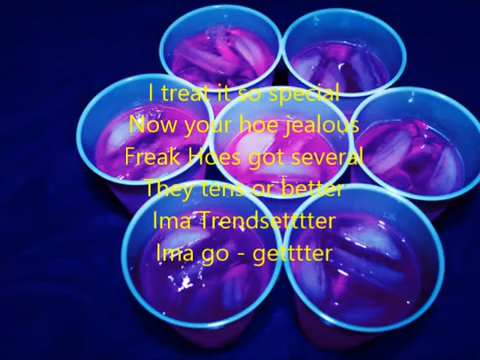 I treat it so special
Now your hoe jealous
Freak Hoes got several
They tens or better
Ima Trendsettttter
Ima go - getttter